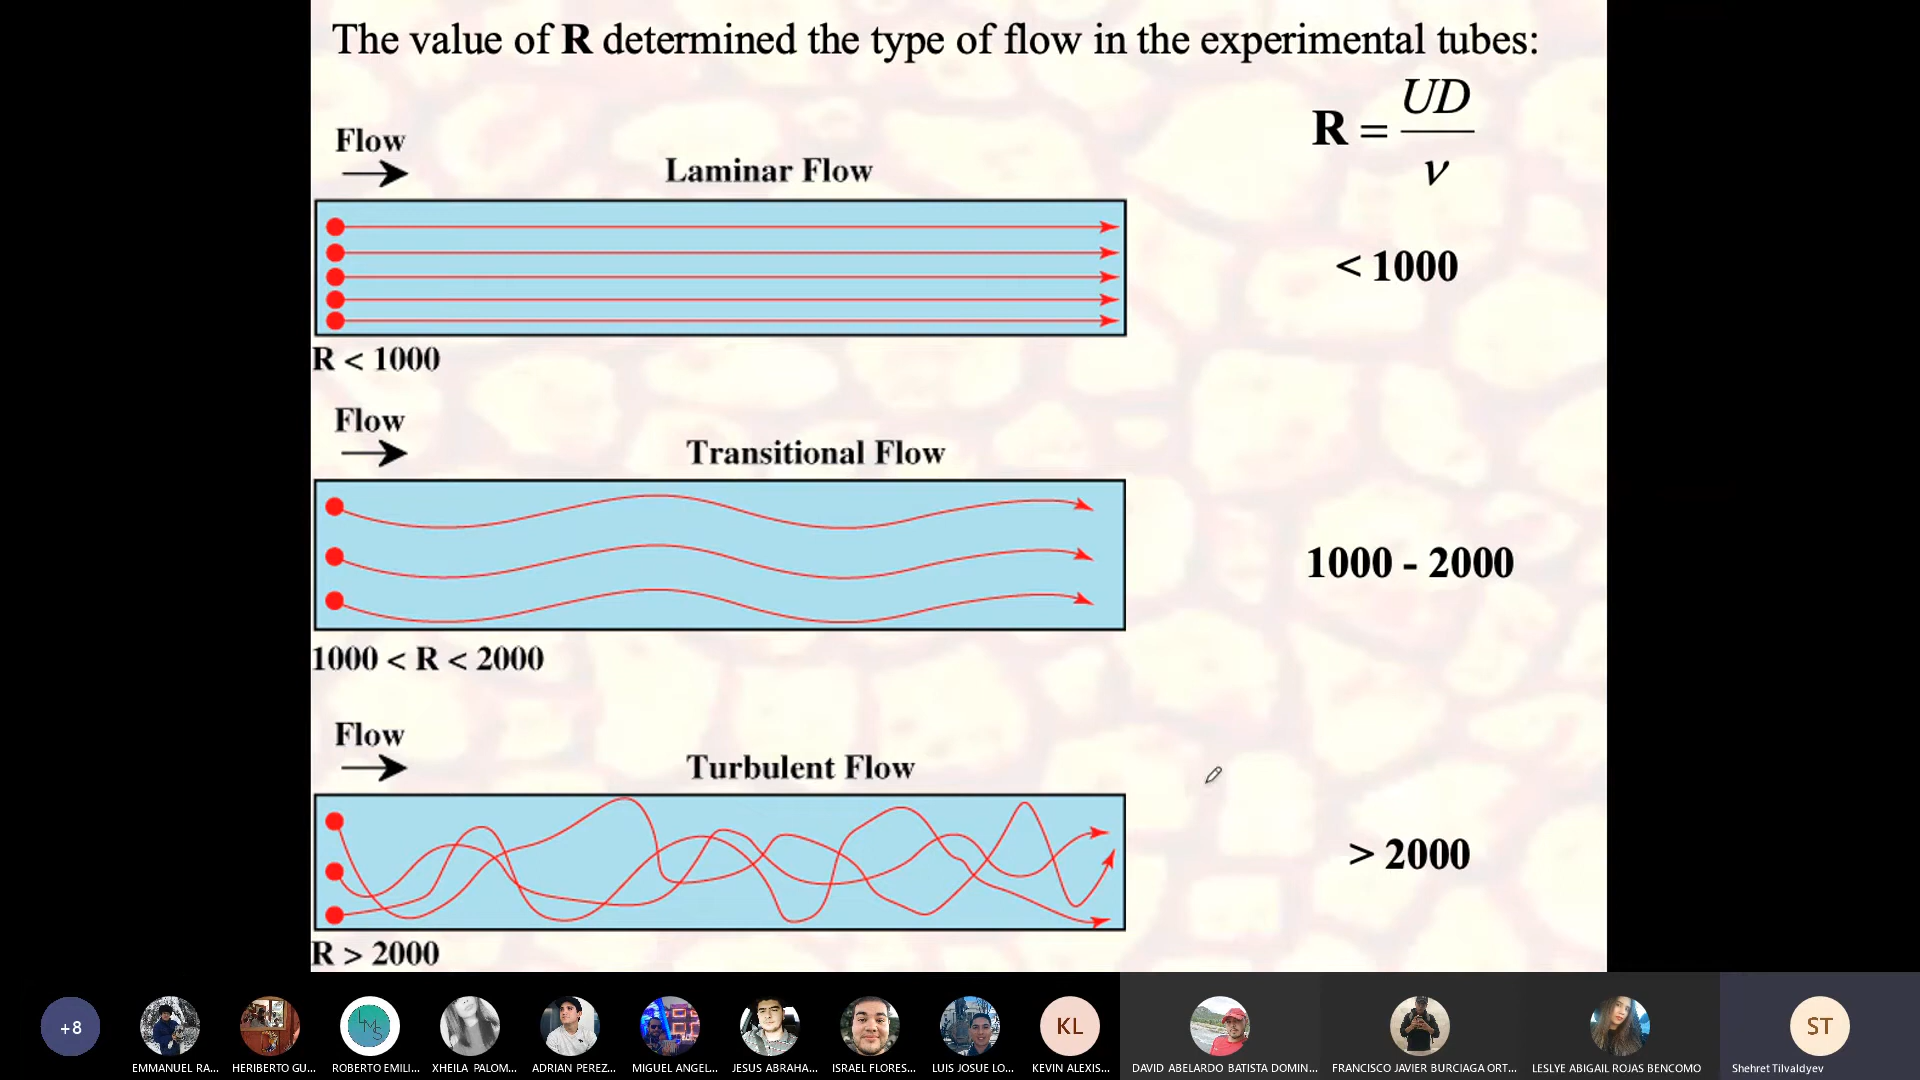 The value of R determined the type of flow in the experimental tubes:
R = UD / ν
Flow
Laminar Flow
< 1000
R < 1000
Flow
Transitional Flow
1000 - 2000
1000 < R < 2000
Flow
Turbulent Flow
> 2000
R > 2000
+8
LMS
KL
ST
EMMANUEL RA...
HERIBERTO GU...
ROBERTO EMILI...
XHEILA PALOM...
ADRIAN PEREZ...
MIGUEL ANGEL...
JESUS ABRAHA...
ISRAEL FLORES...
LUIS JOSUE LO...
KEVIN ALEXIS...
DAVID ABELARDO BATISTA DOMIN...
FRANCISCO JAVIER BURCIAGA ORT...
LESLYE ABIGAIL ROJAS BENCOMO
Shehret Tilvaldyev